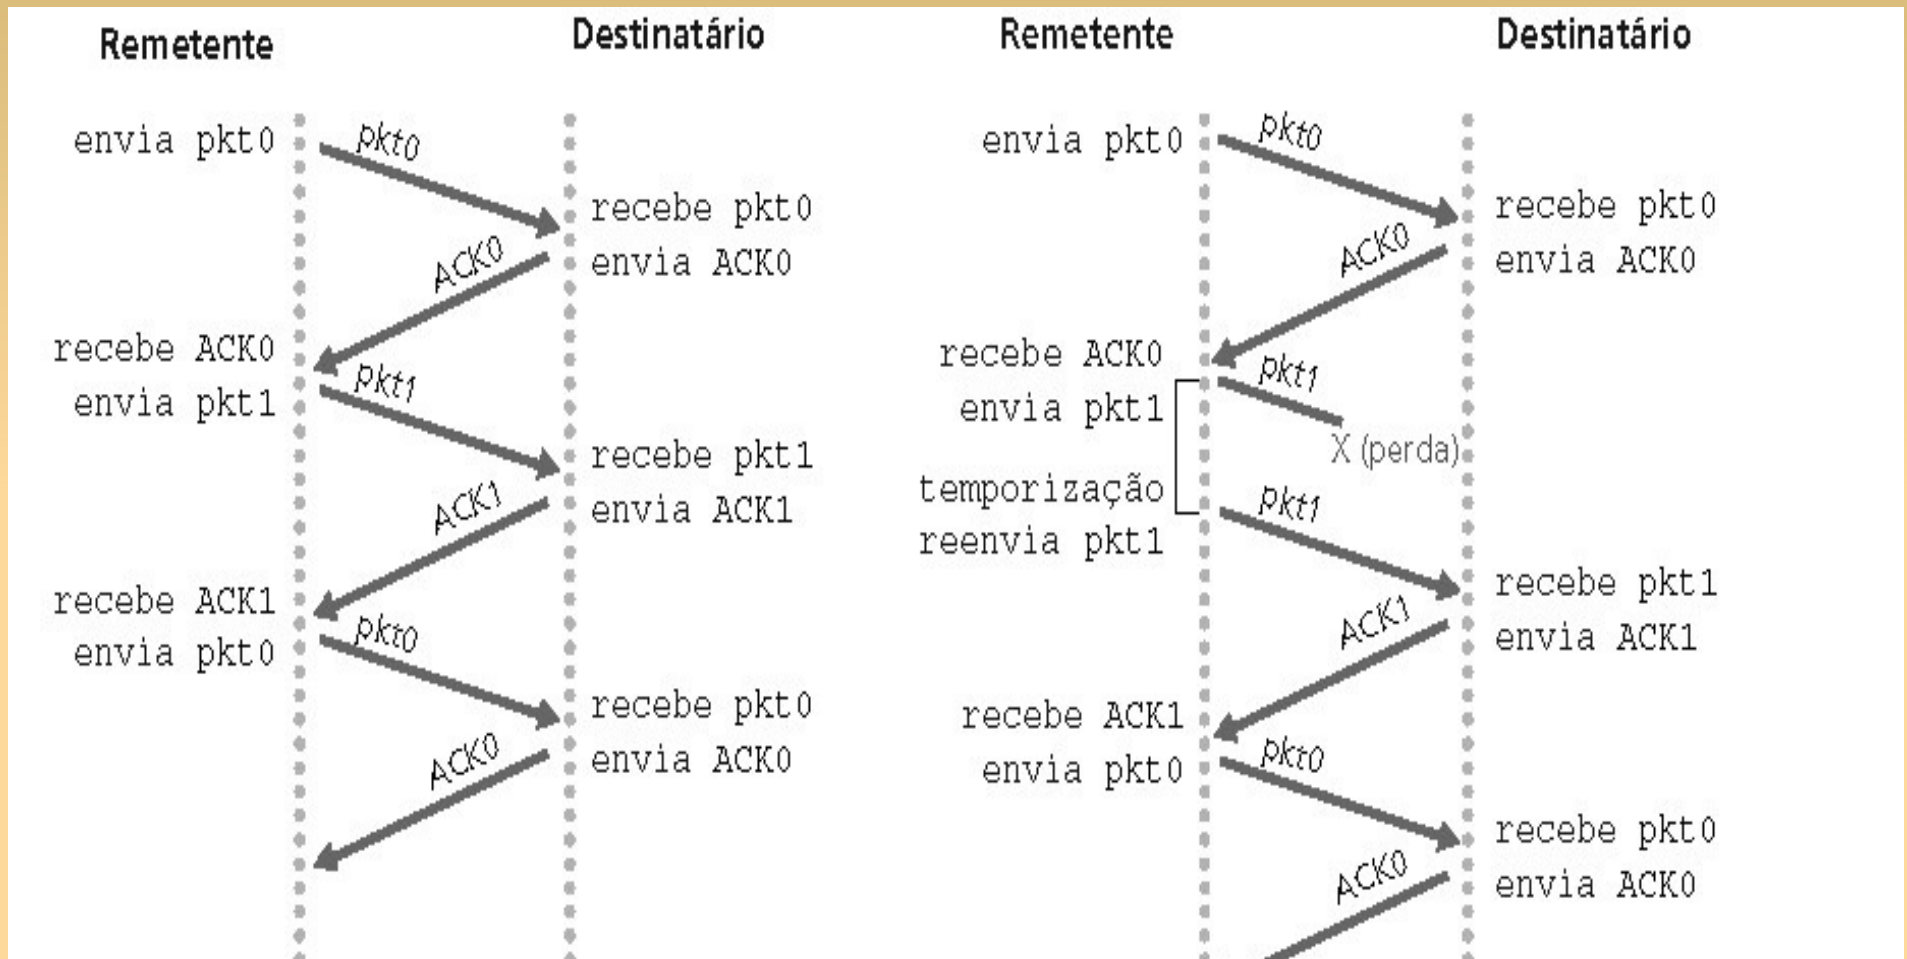 Remetente
Destinatário
envia pkt0
pkt0
recebe pkt0
envia ACK0
ACK0
recebe ACK0
envia pkt1
pkt1
recebe pkt1
envia ACK1
ACK1
recebe ACK1
envia pkt0
pkt0
recebe pkt0
envia ACK0
ACK0
Remetente
Destinatário
envia pkt0
pkt0
recebe pkt0
envia ACK0
ACK0
recebe ACK0
envia pkt1
pkt1
X (perda)
temporização
reenvia pkt1
pkt1
recebe pkt1
envia ACK1
ACK1
recebe ACK1
envia pkt0
pkt0
recebe pkt0
envia ACK0
ACK0